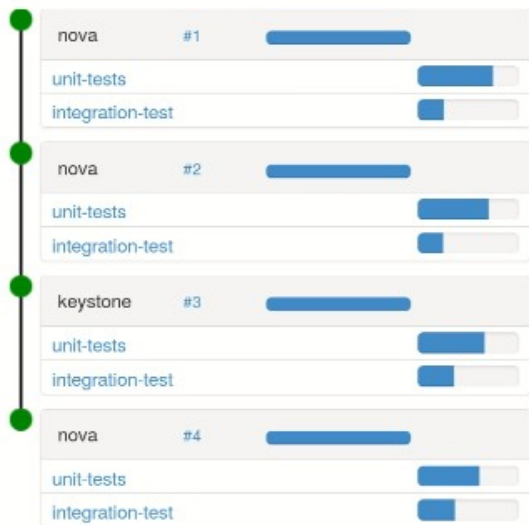 nova #1
unit-tests
integration-test
nova #2
unit-tests
integration-test
keystone #3
unit-tests
integration-test
nova #4
unit-tests
integration-test